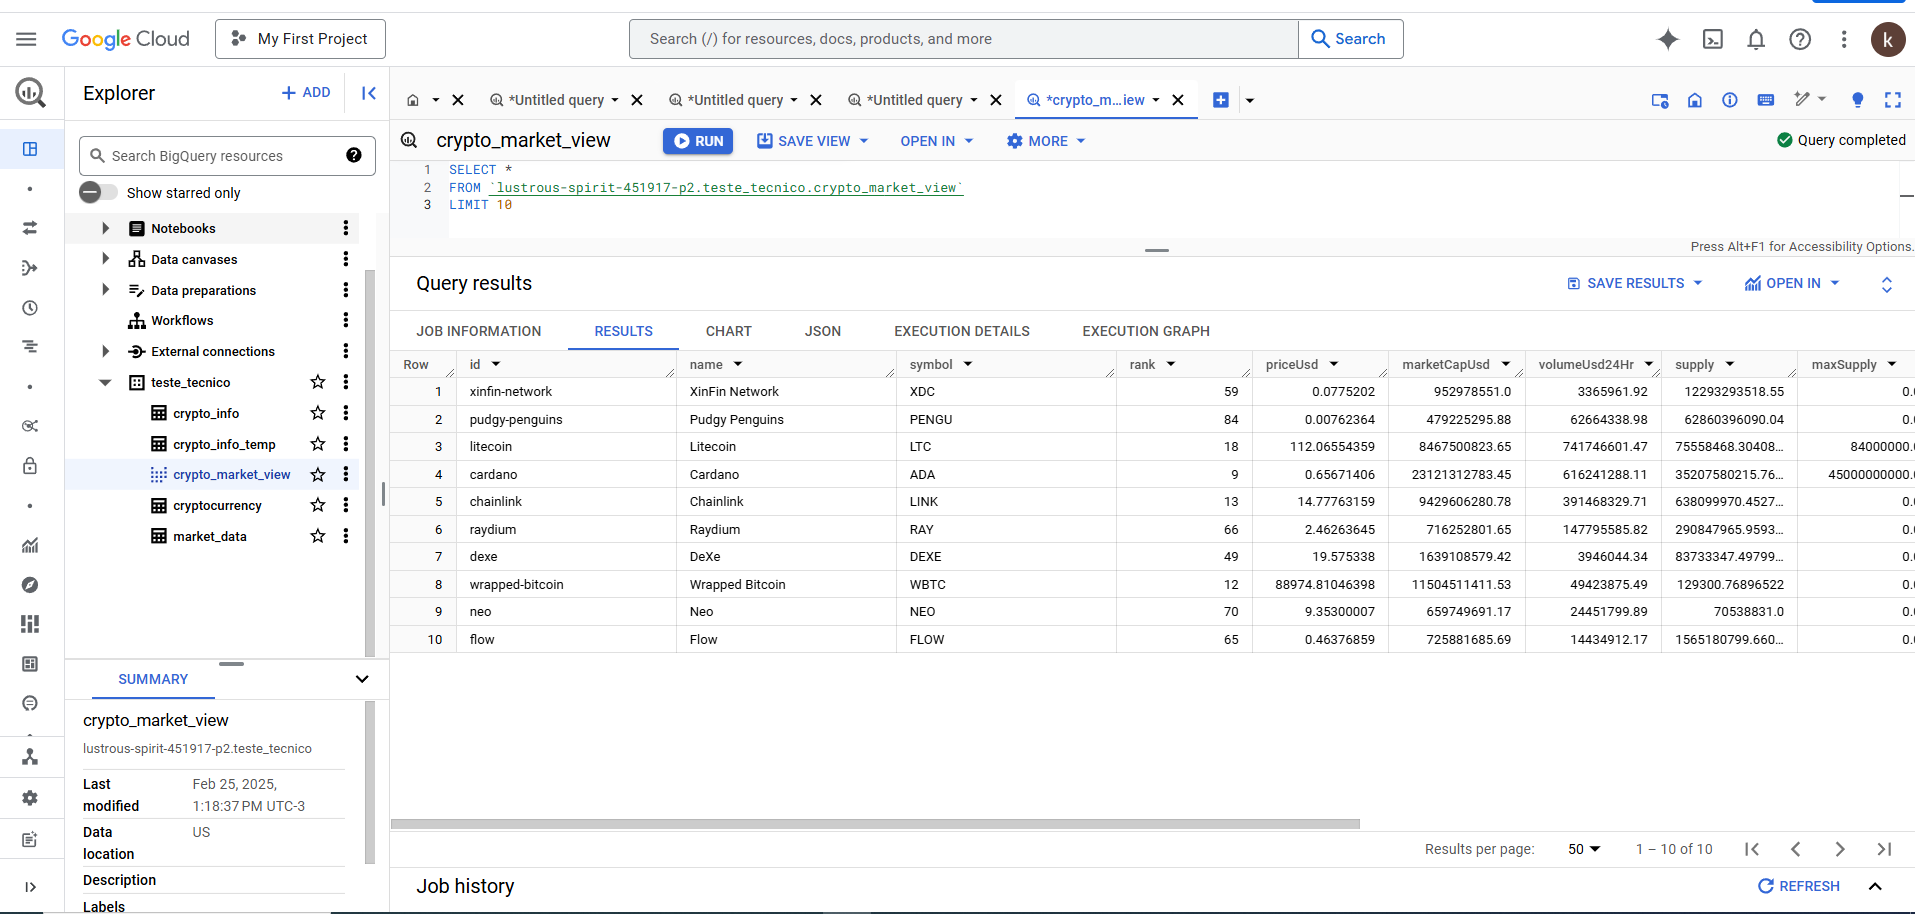 Google Cloud
My First Project
Search (/) for resources, docs, products, and more
Search
k
Explorer
ADD
*Untitled query
*Untitled query
*Untitled query
*crypto_m...iew
Search BigQuery resources
crypto_market_view
RUN
SAVE VIEW
OPEN IN
MORE
Query completed
Show starred only
1 SELECT *
2 FROM `lustrous-spirit-451917-p2.teste_tecnico.crypto_market_view`
3 LIMIT 10
Press Alt+F1 for Accessibility Options.
Notebooks
Data canvases
Data preparations
Workflows
External connections
teste_tecnico
crypto_info
crypto_info_temp
crypto_market_view
cryptocurrency
market_data
Query results
SAVE RESULTS
OPEN IN
JOB INFORMATION RESULTS CHART JSON EXECUTION DETAILS EXECUTION GRAPH
Row id name symbol rank priceUsd marketCapUsd volumeUsd24Hr supply maxSupply
1 xinfin-network XinFin Network XDC 59 0.0775202 952978551.0 3365961.92 12293293518.55 0.
2 pudgy-penguins Pudgy Penguins PENGU 84 0.00762364 479225295.88 62664338.98 62860396090.04 0.
3 litecoin Litecoin LTC 18 112.06554359 8467500823.65 741746601.47 75558468.30408... 84000000.
4 cardano Cardano ADA 9 0.65671406 23121312783.45 616241288.11 35207580215.76... 45000000000.
5 chainlink Chainlink LINK 13 14.77763159 9429606280.78 391468329.71 638099970.4527... 0.
6 raydium Raydium RAY 66 2.46263645 716252801.65 147795585.82 290847965.9593... 0.
7 dexe DeXe DEXE 49 19.575338 1639108579.42 3946044.34 83733347.49799... 0.
8 wrapped-bitcoin Wrapped Bitcoin WBTC 12 88974.81046398 11504511411.53 49423875.49 129300.76896522 0.
9 neo Neo NEO 70 9.35300007 659749691.17 24451799.89 70538831.0 0.
10 flow Flow FLOW 65 0.46376859 725881685.69 14434912.17 1565180799.660... 0.
SUMMARY
crypto_market_view
lustrous-spirit-451917-p2.teste_tecnico
Last modified Feb 25, 2025, 1:18:37 PM UTC-3
Data location US
Description
Labels
Results per page: 50 1 – 10 of 10
Job history
REFRESH